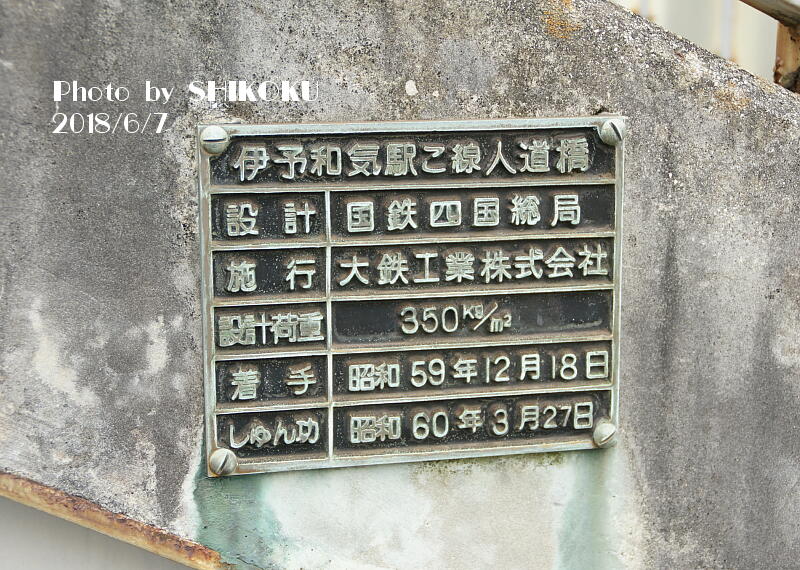 Photo by SHIKOKU
2018/6/7
伊予和気駅こ線人道橋
設計 国鉄四国総局
施行 大鉄工業株式会社
設計荷重 350kg/m²
着手 昭和59年12月18日
しゅん功 昭和60年3月27日